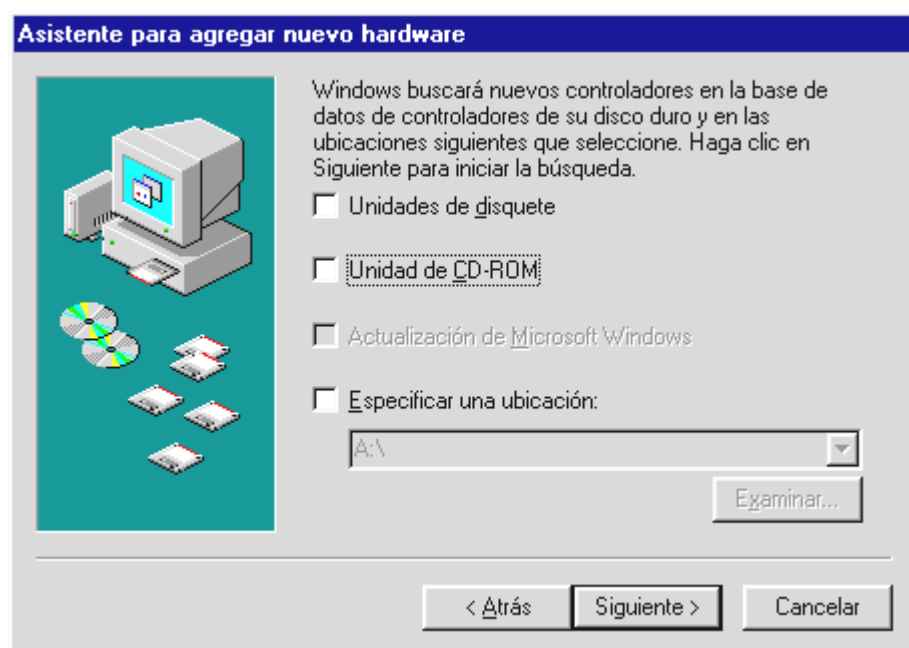 Asistente para agregar nuevo hardware
Windows buscará nuevos controladores en la base de
datos de controladores de su disco duro y en las
ubicaciones siguientes que seleccione. Haga clic en
Siguiente para iniciar la búsqueda.
Unidades de disquete
Unidad de CD-ROM
Actualización de Microsoft Windows
Especificar una ubicación:
A:\
Examinar...
< Atrás
Siguiente >
Cancelar